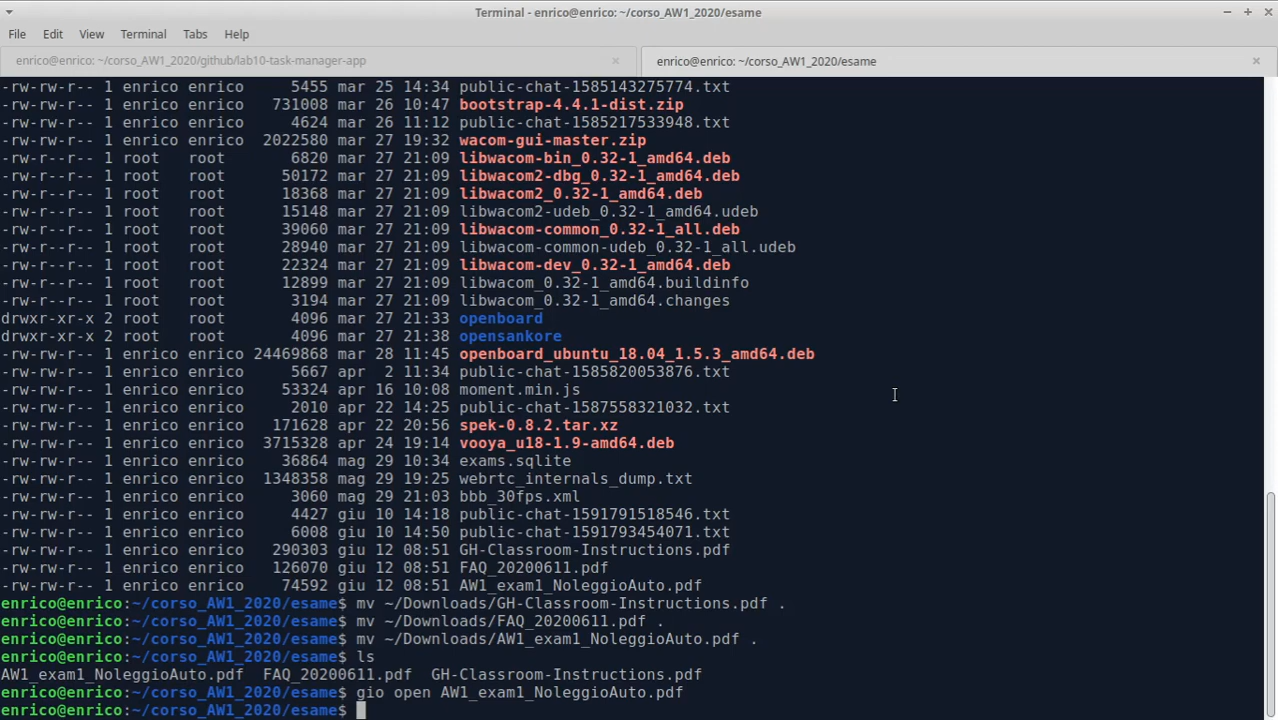 Terminal - enrico@enrico: ~/corso_AW1_2020/esame
File Edit View Terminal Tabs Help
enrico@enrico: ~/corso_AW1_2020/github/lab10-task-manager-app
enrico@enrico: ~/corso_AW1_2020/esame
-rw-rw-r-- 1 enrico enrico     5455 mar 25 14:34 public-chat-1585143275774.txt
-rw-rw-r-- 1 enrico enrico   731008 mar 26 10:47 bootstrap-4.4.1-dist.zip
-rw-rw-r-- 1 enrico enrico     4624 mar 26 11:12 public-chat-1585217533948.txt
-rw-rw-r-- 1 enrico enrico  2022580 mar 27 19:32 wacom-gui-master.zip
-rw-rw-r-- 1 root   root       6820 mar 27 21:09 libwacom-bin_0.32-1_amd64.deb
-rw-rw-r-- 1 root   root      50172 mar 27 21:09 libwacom2-dbg_0.32-1_amd64.deb
-rw-rw-r-- 1 root   root      18368 mar 27 21:09 libwacom2_0.32-1_amd64.deb
-rw-rw-r-- 1 root   root      15148 mar 27 21:09 libwacom2-udeb_0.32-1_amd64.udeb
-rw-rw-r-- 1 root   root      39060 mar 27 21:09 libwacom-common_0.32-1_all.deb
-rw-rw-r-- 1 root   root      28940 mar 27 21:09 libwacom-common-udeb_0.32-1_all.udeb
-rw-rw-r-- 1 root   root      22324 mar 27 21:09 libwacom-dev_0.32-1_amd64.deb
-rw-rw-r-- 1 root   root      12899 mar 27 21:09 libwacom_0.32-1_amd64.buildinfo
-rw-rw-r-- 1 root   root       3194 mar 27 21:09 libwacom_0.32-1_amd64.changes
drwxr-xr-x 2 root   root       4096 mar 27 21:33 openboard
drwxr-xr-x 2 root   root       4096 mar 27 21:38 opensankore
-rw-rw-r-- 1 enrico enrico 24469868 mar 28 11:45 openboard_ubuntu_18.04_1.5.3_amd64.deb
-rw-rw-r-- 1 enrico enrico     5667 apr  2 11:34 public-chat-1585820053876.txt
-rw-rw-r-- 1 enrico enrico    53324 apr 16 10:08 moment.min.js
-rw-rw-r-- 1 enrico enrico     2010 apr 22 14:25 public-chat-1587558321032.txt
-rw-rw-r-- 1 enrico enrico   171628 apr 22 20:56 spek-0.8.2.tar.xz
-rw-rw-r-- 1 enrico enrico  3715328 apr 24 19:14 vooya_u18-1.9-amd64.deb
-rw-rw-r-- 1 enrico enrico    36864 mag 29 10:34 exams.sqlite
-rw-rw-r-- 1 enrico enrico  1348358 mag 29 19:25 webrtc_internals_dump.txt
-rw-rw-r-- 1 enrico enrico     3060 mag 29 21:03 bbb_30fps.xml
-rw-rw-r-- 1 enrico enrico     4427 giu 10 14:18 public-chat-1591791518546.txt
-rw-rw-r-- 1 enrico enrico     6008 giu 10 14:50 public-chat-1591793454071.txt
-rw-rw-r-- 1 enrico enrico   290303 giu 12 08:51 GH-Classroom-Instructions.pdf
-rw-rw-r-- 1 enrico enrico   126070 giu 12 08:51 FAQ_20200611.pdf
-rw-rw-r-- 1 enrico enrico    74592 giu 12 08:51 AW1_exam1_NoleggioAuto.pdf
enrico@enrico:~/corso_AW1_2020/esame$ mv ~/Downloads/GH-Classroom-Instructions.pdf .
enrico@enrico:~/corso_AW1_2020/esame$ mv ~/Downloads/FAQ_20200611.pdf .
enrico@enrico:~/corso_AW1_2020/esame$ mv ~/Downloads/AW1_exam1_NoleggioAuto.pdf .
enrico@enrico:~/corso_AW1_2020/esame$ ls
AW1_exam1_NoleggioAuto.pdf  FAQ_20200611.pdf  GH-Classroom-Instructions.pdf
enrico@enrico:~/corso_AW1_2020/esame$ gio open AW1_exam1_NoleggioAuto.pdf
enrico@enrico:~/corso_AW1_2020/esame$